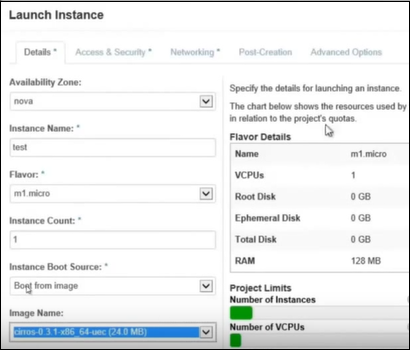 Launch Instance
Details * Access & Security * Networking * Post-Creation Advanced Options
Availability Zone:
nova
Instance Name: *
test
Flavor: *
m1.micro
Instance Count: *
1
Instance Boot Source: *
Boot from image
Image Name:
cirros-0.3.1-x86_64-uec (24.0 MB)
Specify the details for launching an instance.
The chart below shows the resources used by
in relation to the project's quotas.
Flavor Details
Name m1.micro
VCPUs 1
Root Disk 0 GB
Ephemeral Disk 0 GB
Total Disk 0 GB
RAM 128 MB
Project Limits
Number of Instances
Number of VCPUs